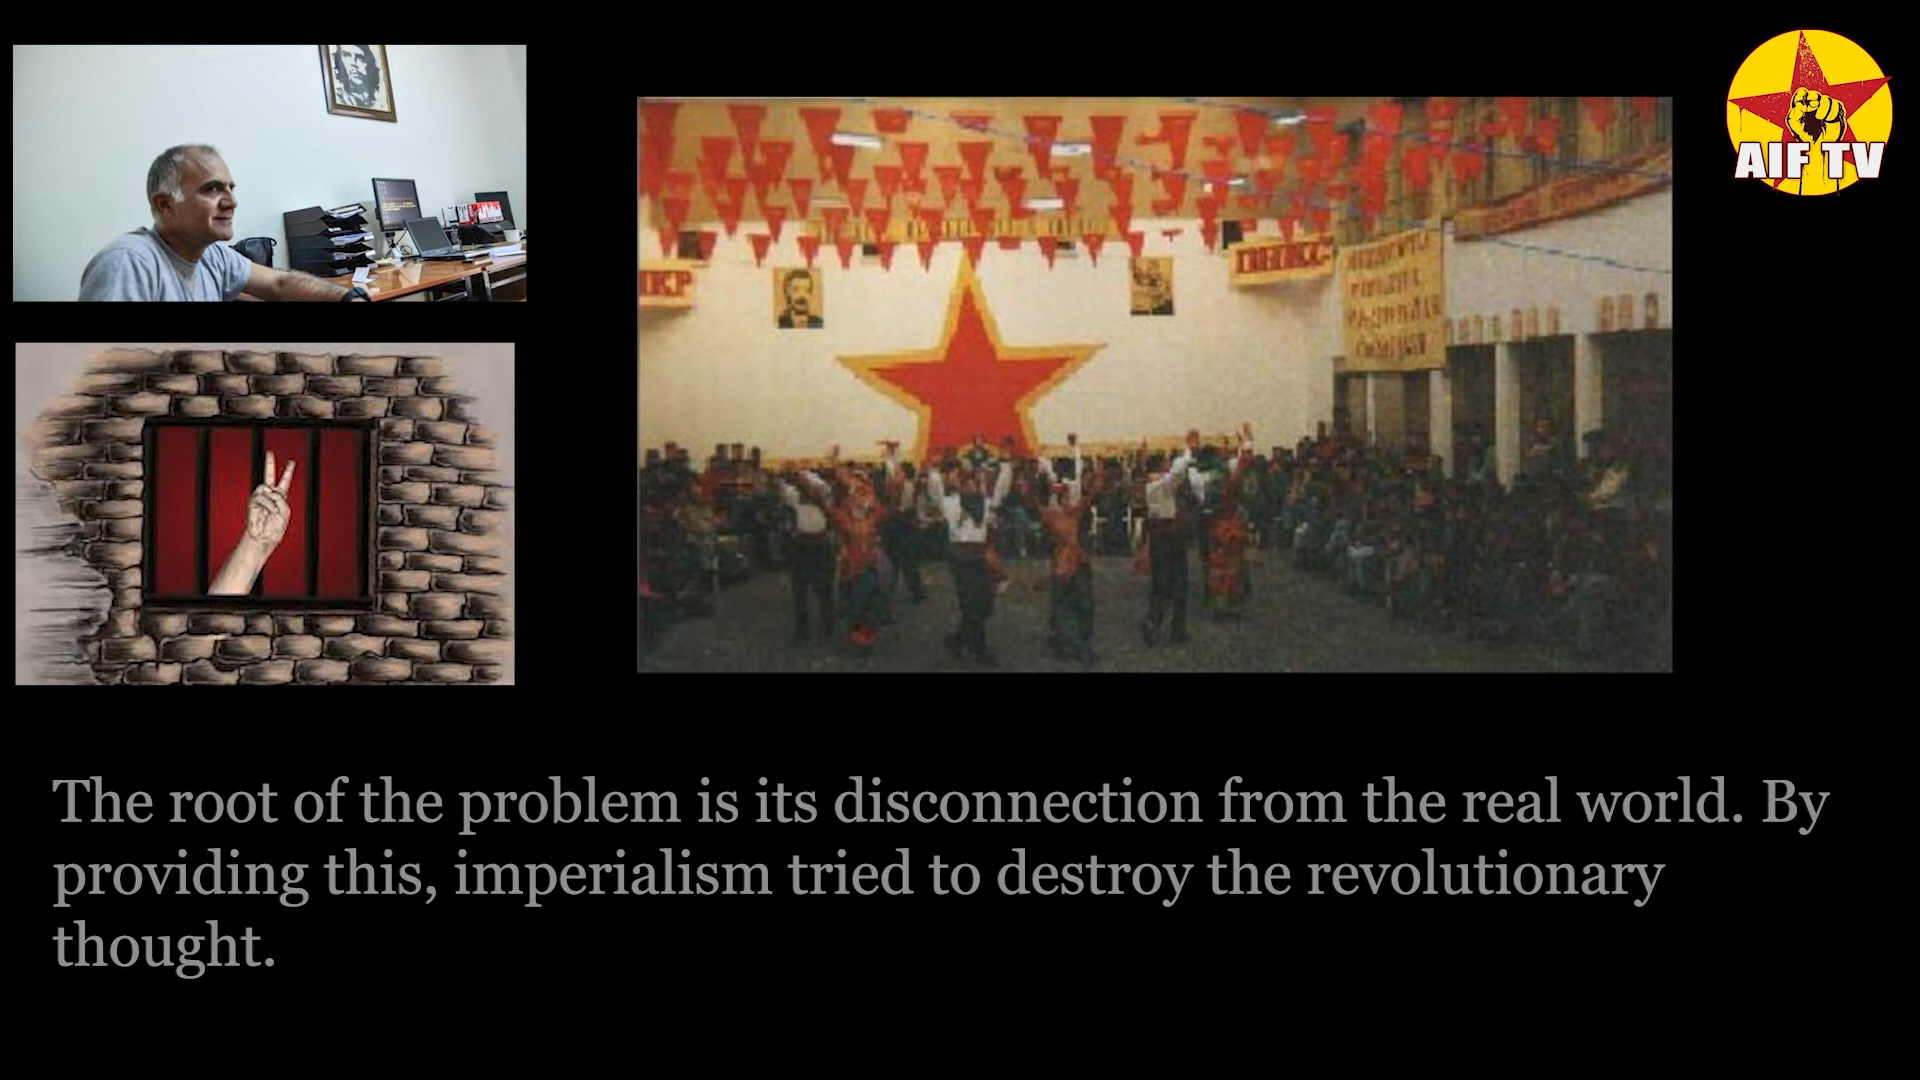 AIF TV
The root of the problem is its disconnection from the real world. By
providing this, imperialism tried to destroy the revolutionary
thought.